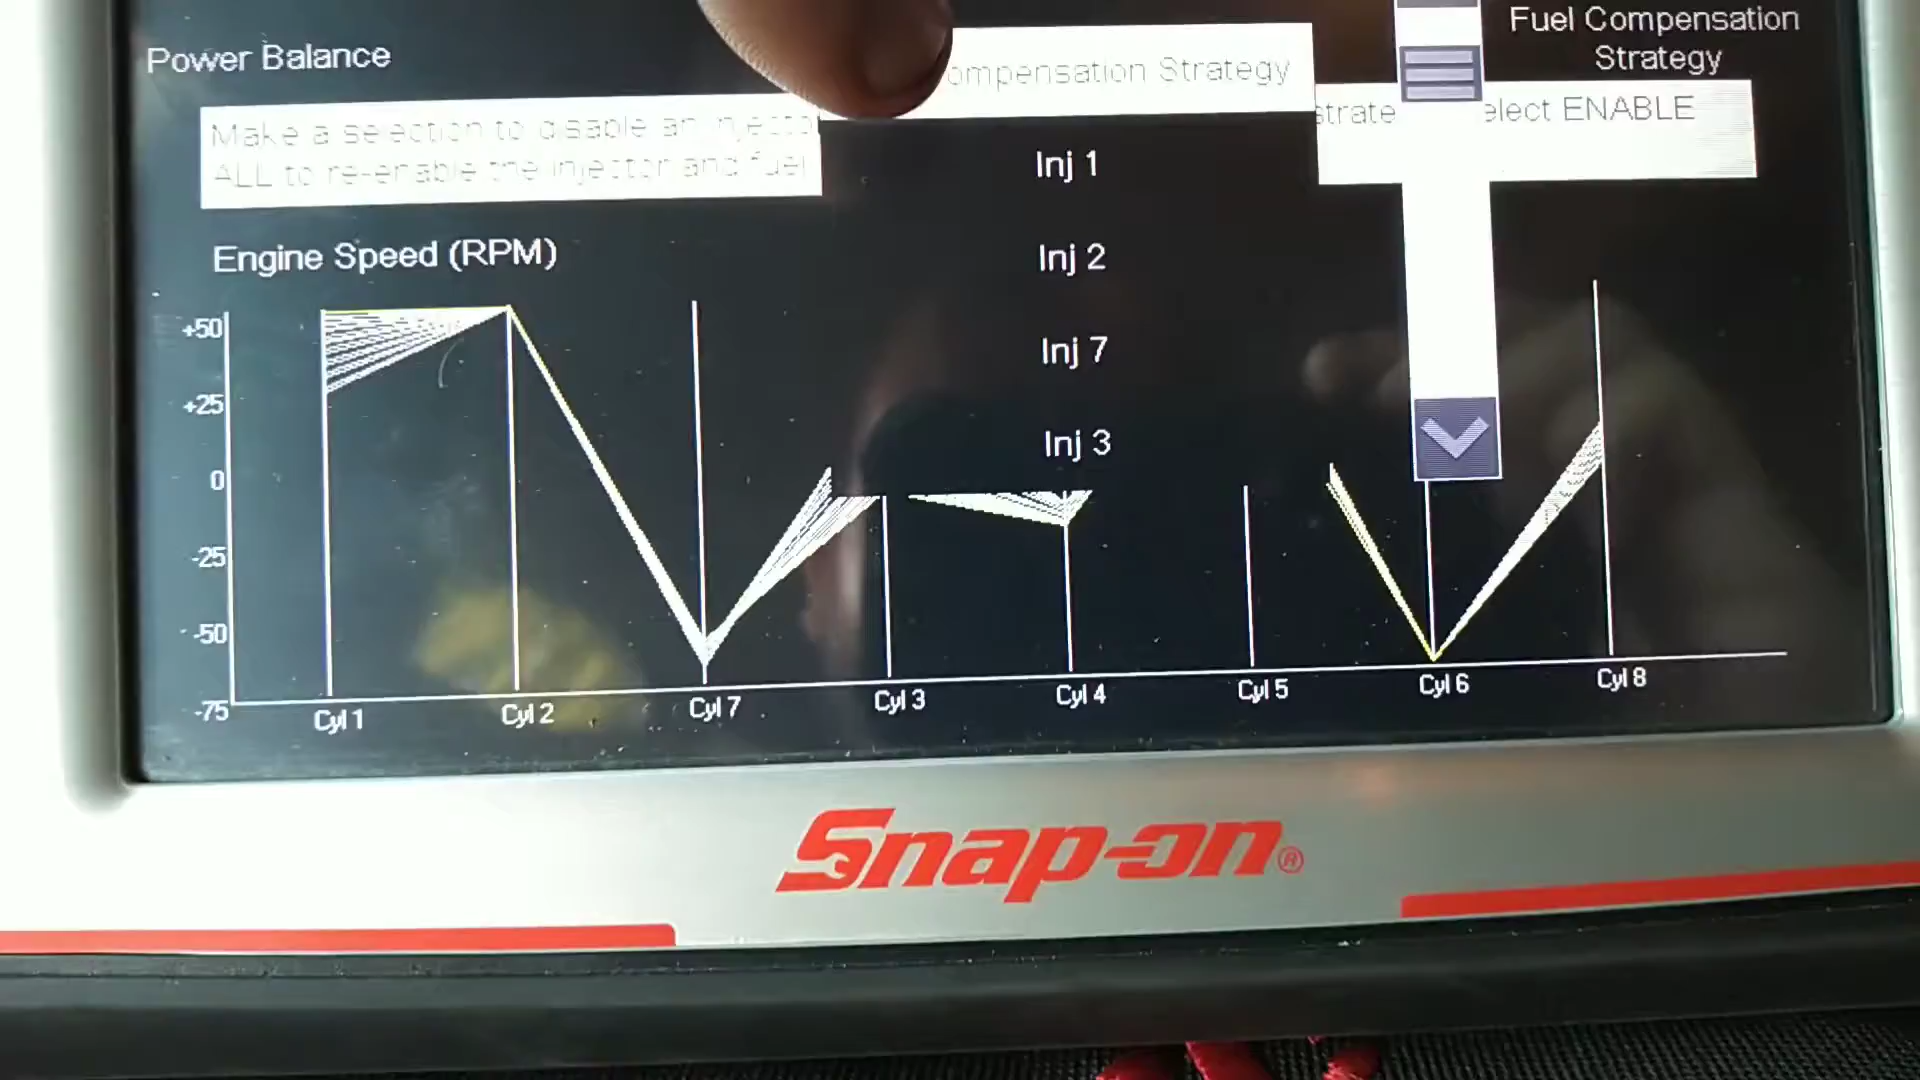 Fuel Compensation
Strategy
Power Balance
ompensation Strategy
Make a selection to disable an injecto
strate elect ENABLE
ALL to re-enable the injector and fuel
Inj 1
Inj 2
Inj 7
Inj 3
Engine Speed (RPM)
+50
+25
0
-25
-50
-75
Cyl 1
Cyl 2
Cyl 7
Cyl 3
Cyl 4
Cyl 5
Cyl 6
Cyl 8
Snap-on®